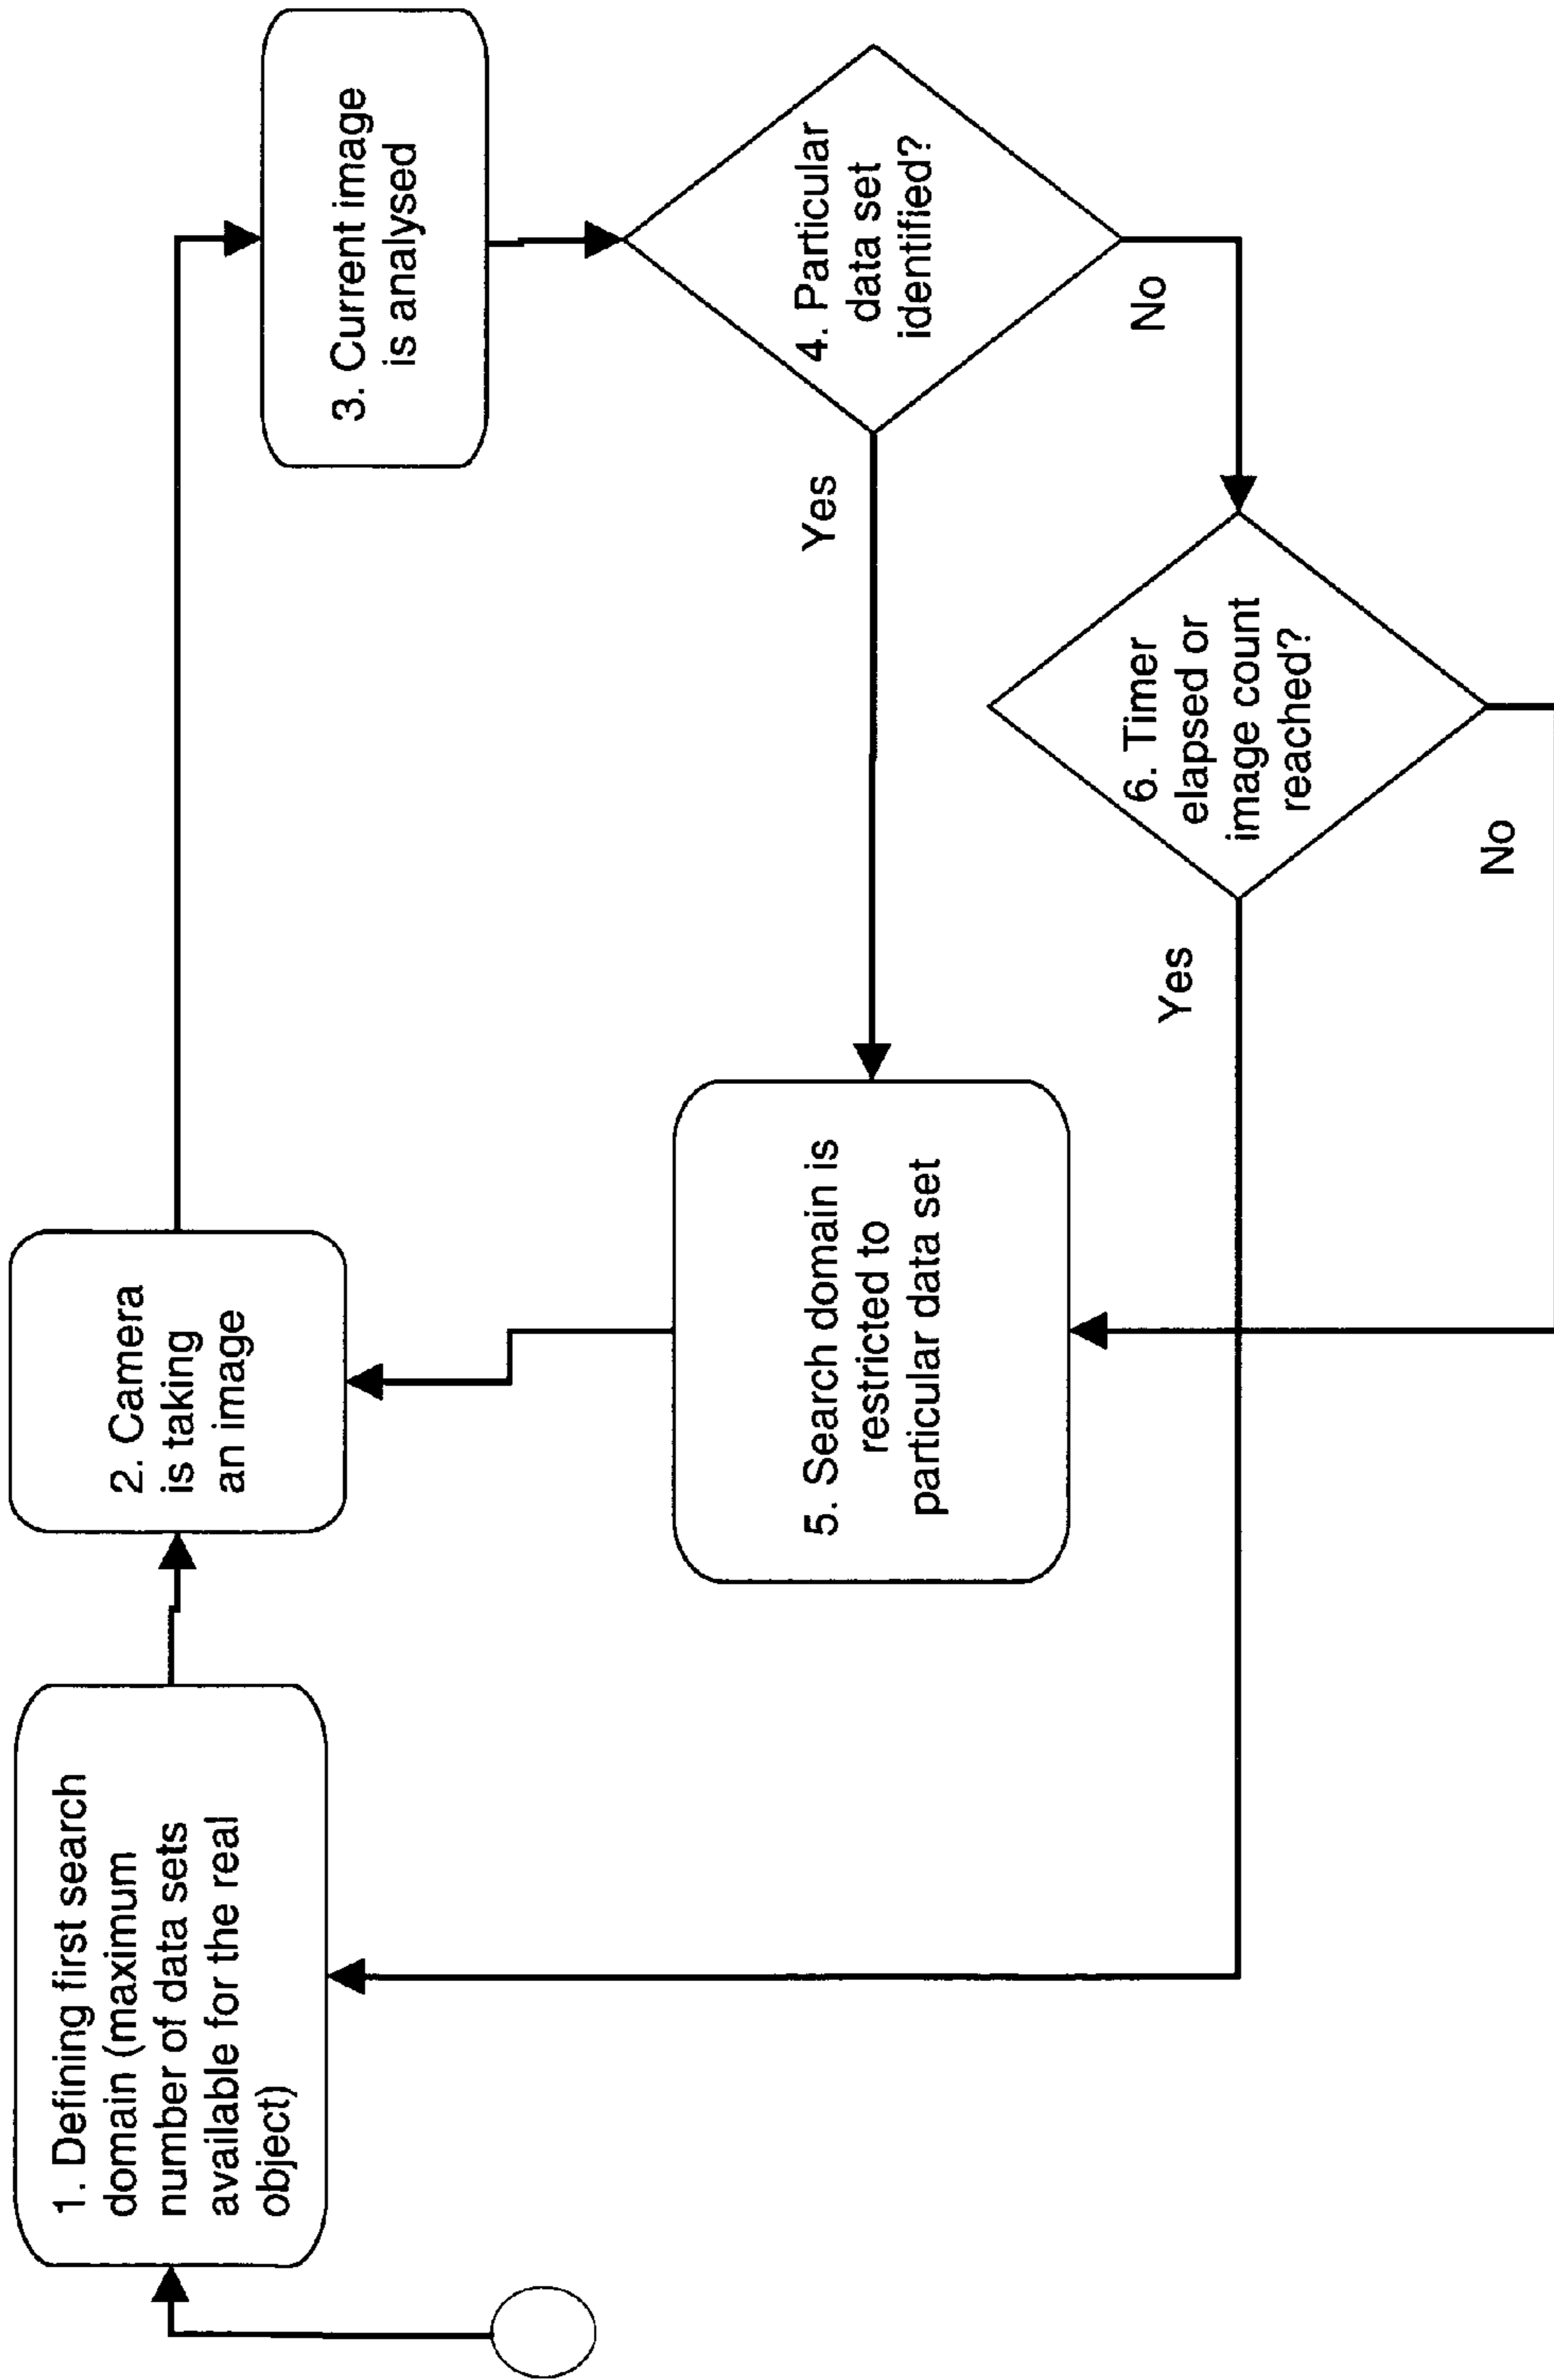 1. Defining first search
domain (maximum
number of data sets
available for the real
object)
2. Camera
is taking
an image
3. Current image
is analysed
4. Particular
data set
identified?
Yes
No
5. Search domain is
restricted to
particular data set
6. Timer
elapsed or
image count
reached?
Yes
No